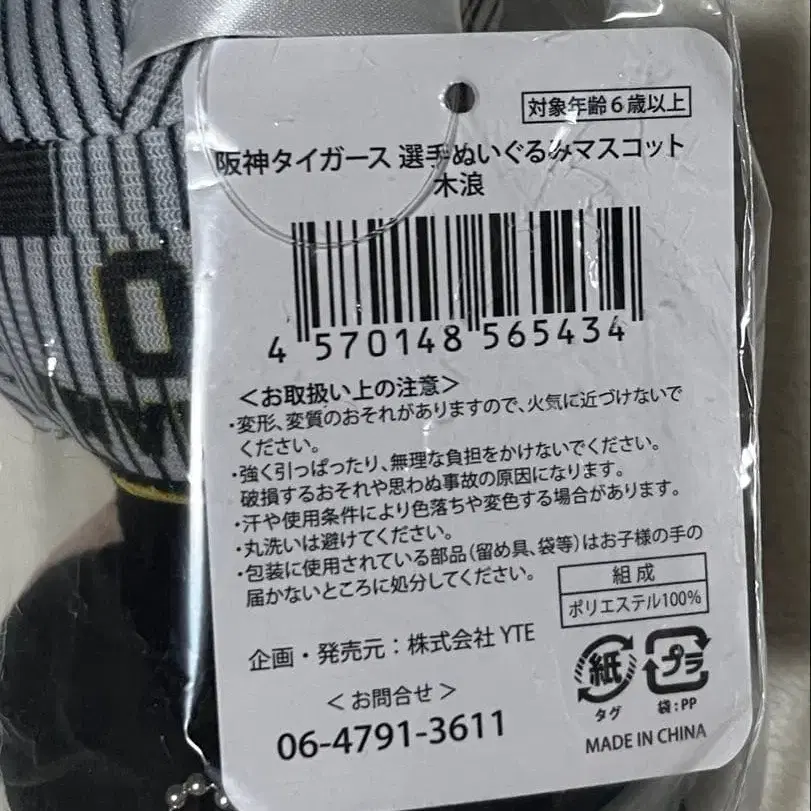 対象年齢6歳以上
阪神タイガース 選手ぬいぐるみマスコット
木浪
4 570148 565434
＜お取扱い上の注意＞
・変形、変質のおそれがありますので、火気に近づけないで
ください。
・強く引っぱったり、無理な負担をかけないでください。
破損するおそれや思わぬ事故の原因になります。
・汗や使用条件により色落ちや変色する場合があります。
・丸洗いは避けてください。
・包装に使用されている部品（留め具、袋等）はお子様の手の
届かないところに処分してください。
組成
ポリエステル100%
企画・発売元：株式会社 YTE
＜お問合せ＞
06-4791-3611
紙
タグ
プラ
袋：PP
MADE IN CHINA
0